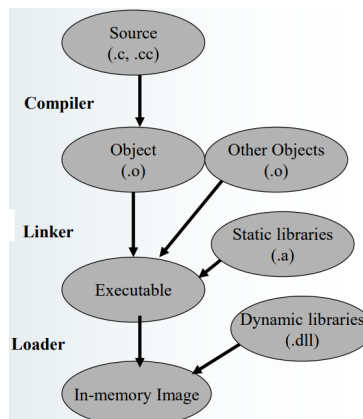 Source
(.c, .cc)
Compiler
Object
(.o)
Other Objects
(.o)
Linker
Static libraries
(.a)
Executable
Dynamic libraries
(.dll)
Loader
In-memory Image